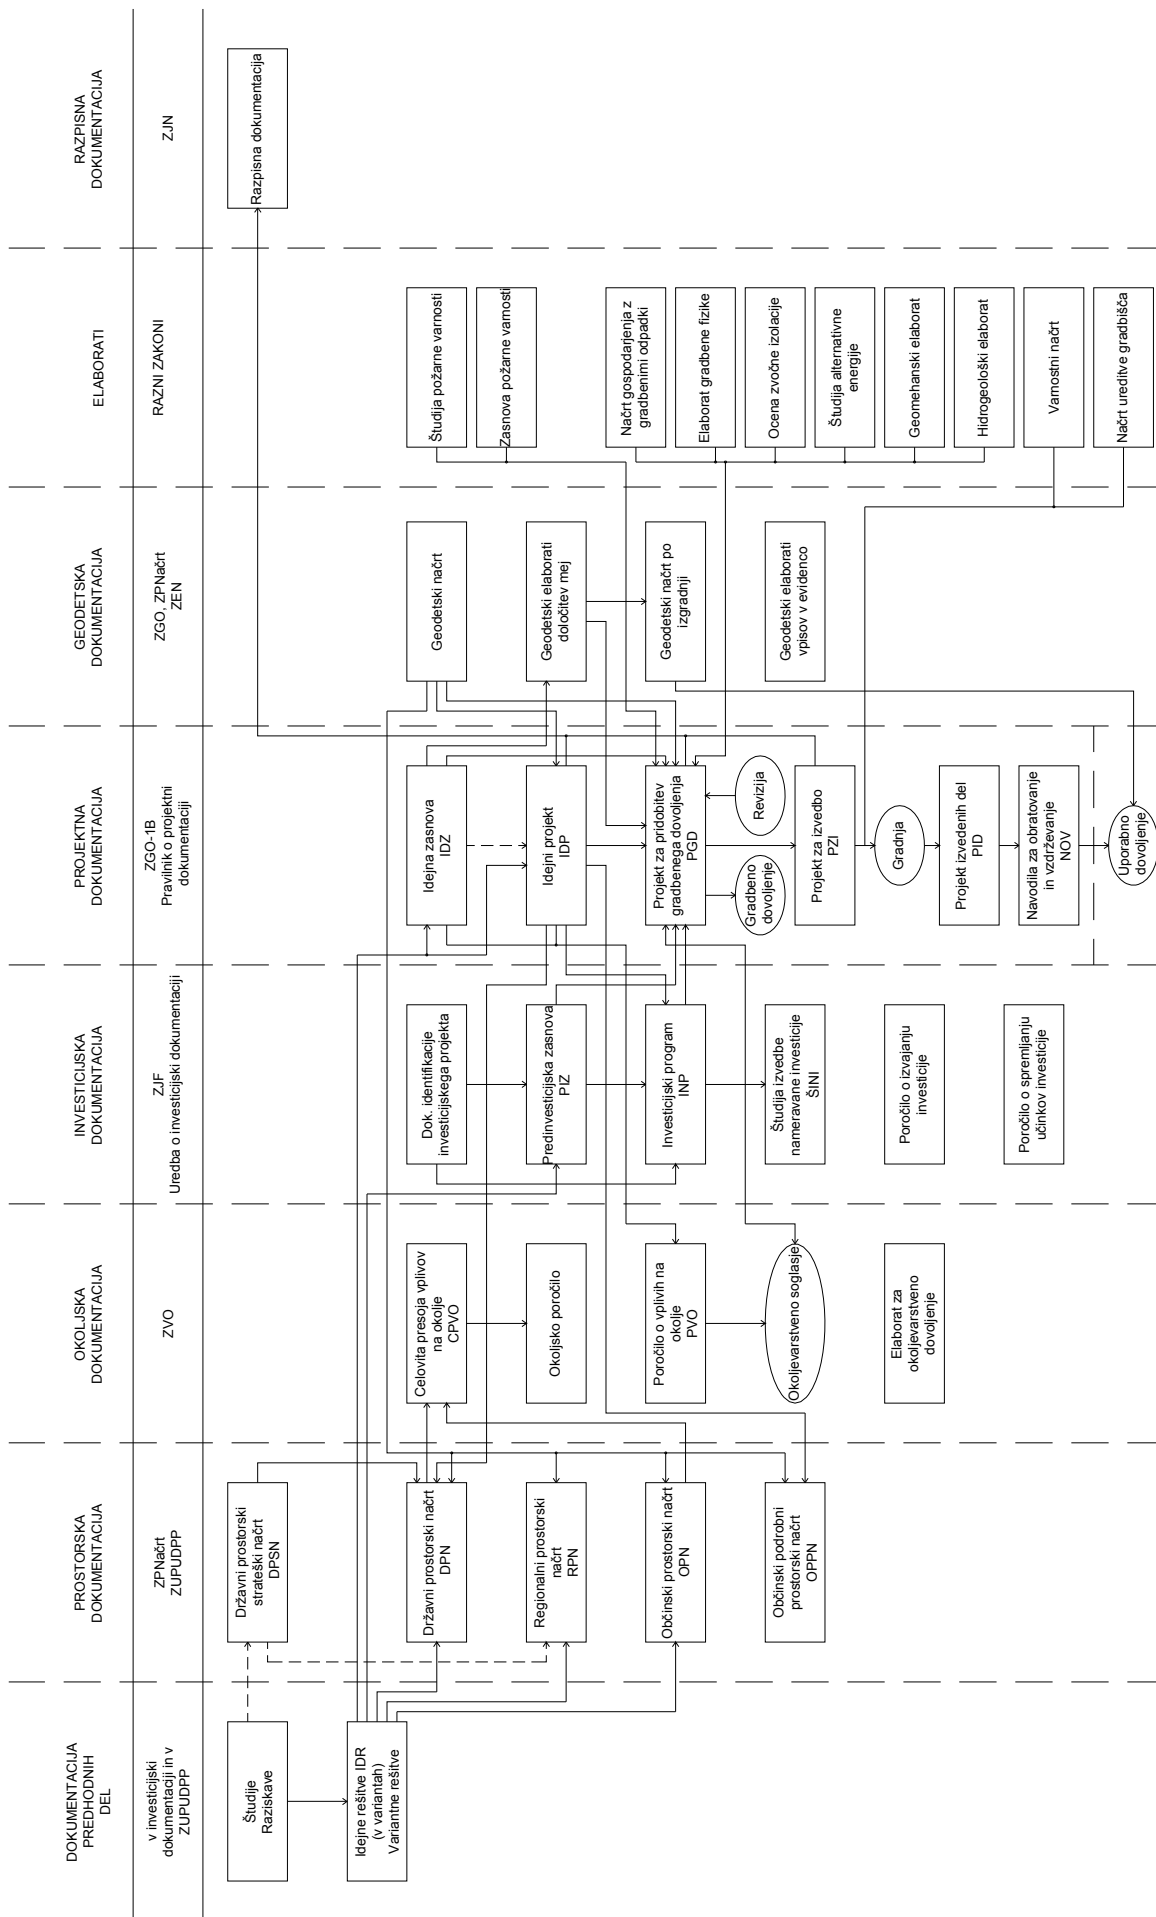 DOKUMENTACIJA
PREDHODNIH
DEL
PROSTORSKA
DOKUMENTACIJA
OKOLJSKA
DOKUMENTACIJA
INVESTICIJSKA
DOKUMENTACIJA
PROJEKTNA
DOKUMENTACIJA
GEODETSKA
DOKUMENTACIJA
ELABORATI
RAZPISNA
DOKUMENTACIJA
v investicijski
dokumentaciji in v
ZUPUDPP
ZPNačrt
ZUPUDPP
ZVO
ZJF
Uredba o investicijski dokumentaciji
ZGO-1B
Pravilnik o projektni
dokumentaciji
ZGO, ZPNačrt
ZEN
RAZNI ZAKONI
ZJN
Študije
Raziskave
Državni prostorski
strateški načrt
DPSN
Razpisna dokumentacija
Idejne rešitve IDR
(v variantah)
Variantne rešitve
Državni prostorski načrt
DPN
Celovita presoja vplivov
na okolje
CPVO
Dok. identifikacije
investicijskega projekta
Idejna zasnova
IDZ
Geodetski načrt
Študija požarne varnosti
Zasnova požarne varnosti
Regionalni prostorski
načrt
RPN
Okoljsko poročilo
Predinvesticijska zasnova
PIZ
Idejni projekt
IDP
Geodetski elaborati
določitev mej
Načrt gospodarjenja z
gradbenimi odpadki
Elaborat gradbene fizike
Občinski prostorski načrt
OPN
Poročilo o vplivih na
okolje
PVO
Investicijski program
INP
Projekt za pridobitev
gradbenega dovoljenja
PGD
Geodetski načrt po
izgradnji
Gradbeno
dovoljenje
Revizija
Ocena zvočne izolacije
Občinski podrobni
prostorski načrt
OPPN
Okoljevarstveno soglasje
Študija izvedbe
nameravane investicije
ŠINI
Projekt za izvedbo
PZI
Geodetski elaborati
vpisov v evidenco
Študija alternativne
energije
Elaborat za
okoljevarstveno
dovoljenje
Poročilo o izvajanju
investicije
Gradnja
Geomehanski elaborat
Projekt izvedenih del
PID
Hidrogeološki elaborat
Poročilo o spremljanju
učinkov investicije
Navodila za obratovanje
in vzdrževanje
NOV
Varnostni načrt
Uporabno
dovoljenje
Načrt ureditve gradbišča